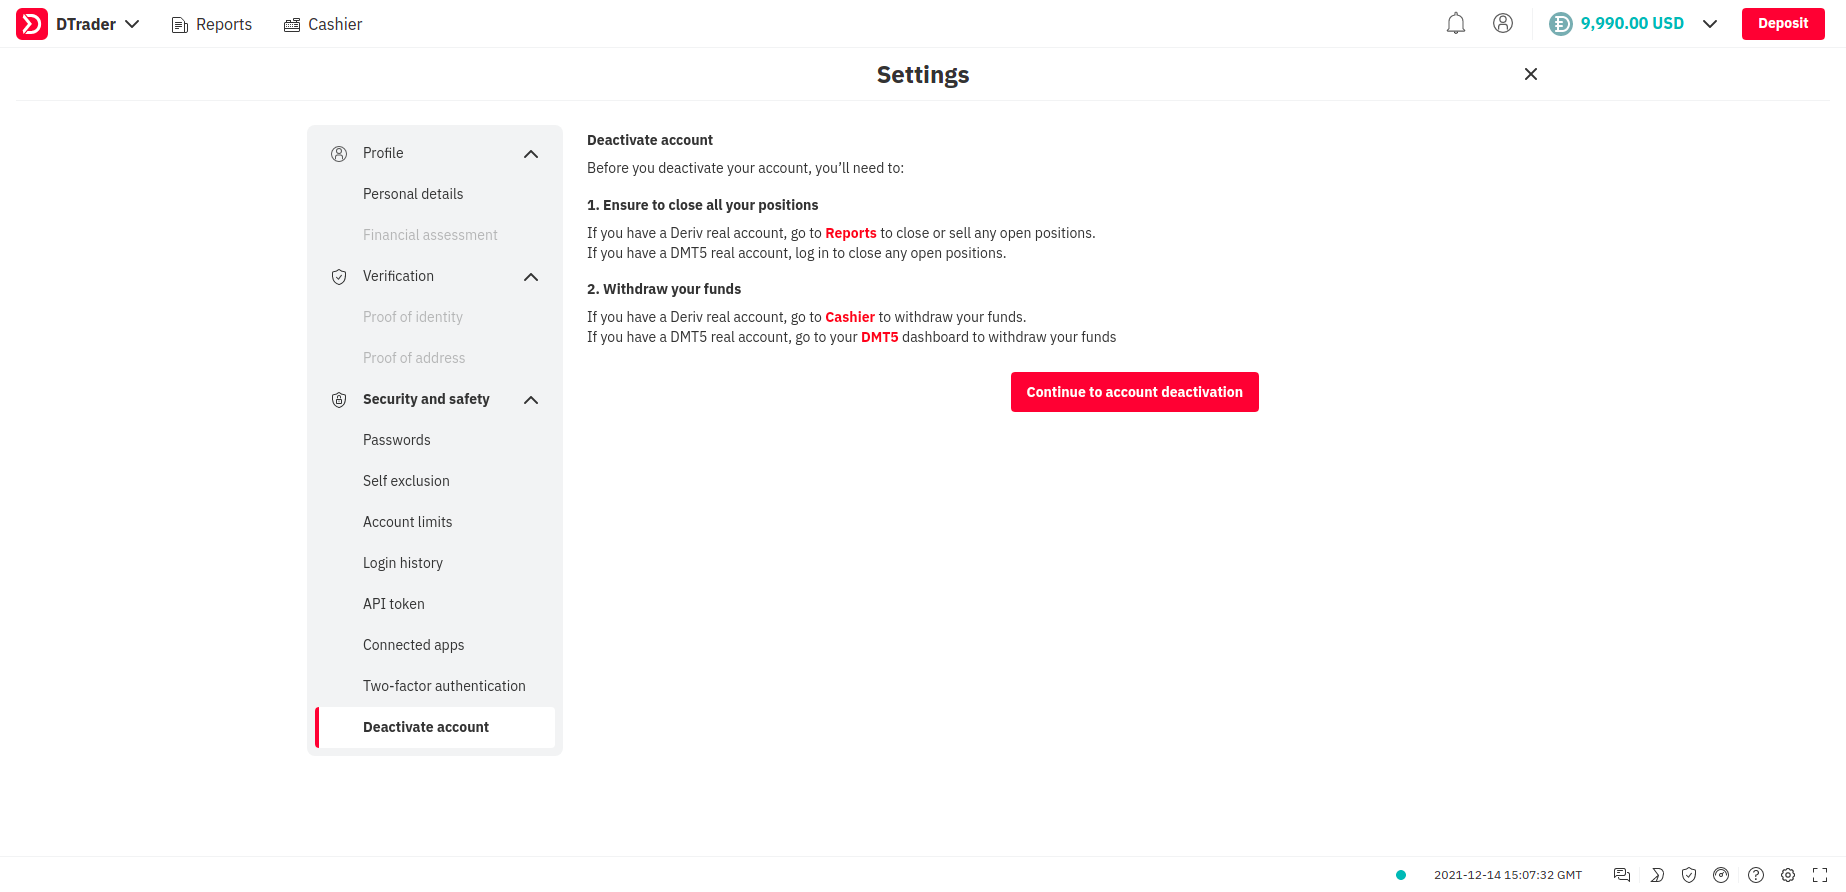 DTrader Reports Cashier 9,990.00 USD Deposit
Settings
Profile
Personal details
Financial assessment
Verification
Proof of identity
Proof of address
Security and safety
Passwords
Self exclusion
Account limits
Login history
API token
Connected apps
Two-factor authentication
Deactivate account
Deactivate account
Before you deactivate your account, you’ll need to:
1. Ensure to close all your positions
If you have a Deriv real account, go to Reports to close or sell any open positions.
If you have a DMT5 real account, log in to close any open positions.
2. Withdraw your funds
If you have a Deriv real account, go to Cashier to withdraw your funds.
If you have a DMT5 real account, go to your DMT5 dashboard to withdraw your funds
Continue to account deactivation
2021-12-14 15:07:32 GMT